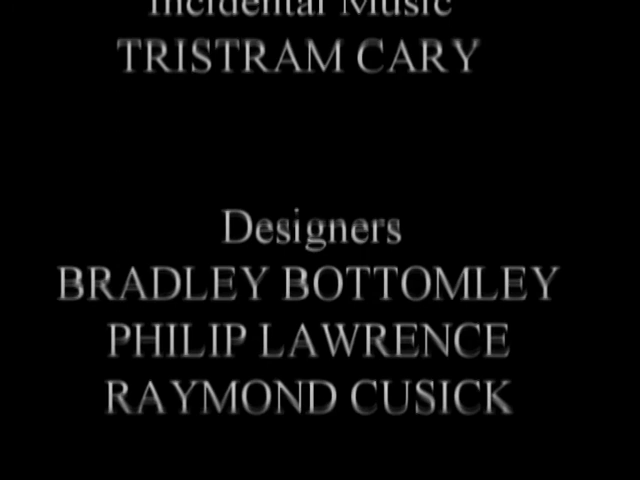 Incidental Music
TRISTRAM CARY
Designers
BRADLEY BOTTOMLEY
PHILIP LAWRENCE
RAYMOND CUSICK